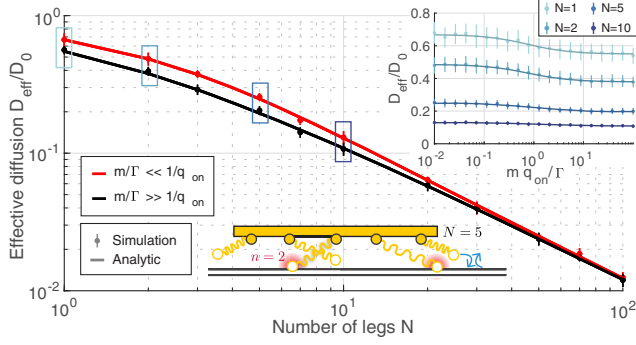 Effective diffusion D_eff/D_0
10^0
10^-1
10^-2
m/Γ << 1/q_on
m/Γ >> 1/q_on
Simulation
Analytic
N = 5
n = 2
10^0
10^1
10^2
Number of legs N
N=1
N=5
N=2
N=10
D_eff/D_0
0.8
0.6
0.4
0.2
0
10^-2
10^-1
10^0
10^1
m q_on/Γ